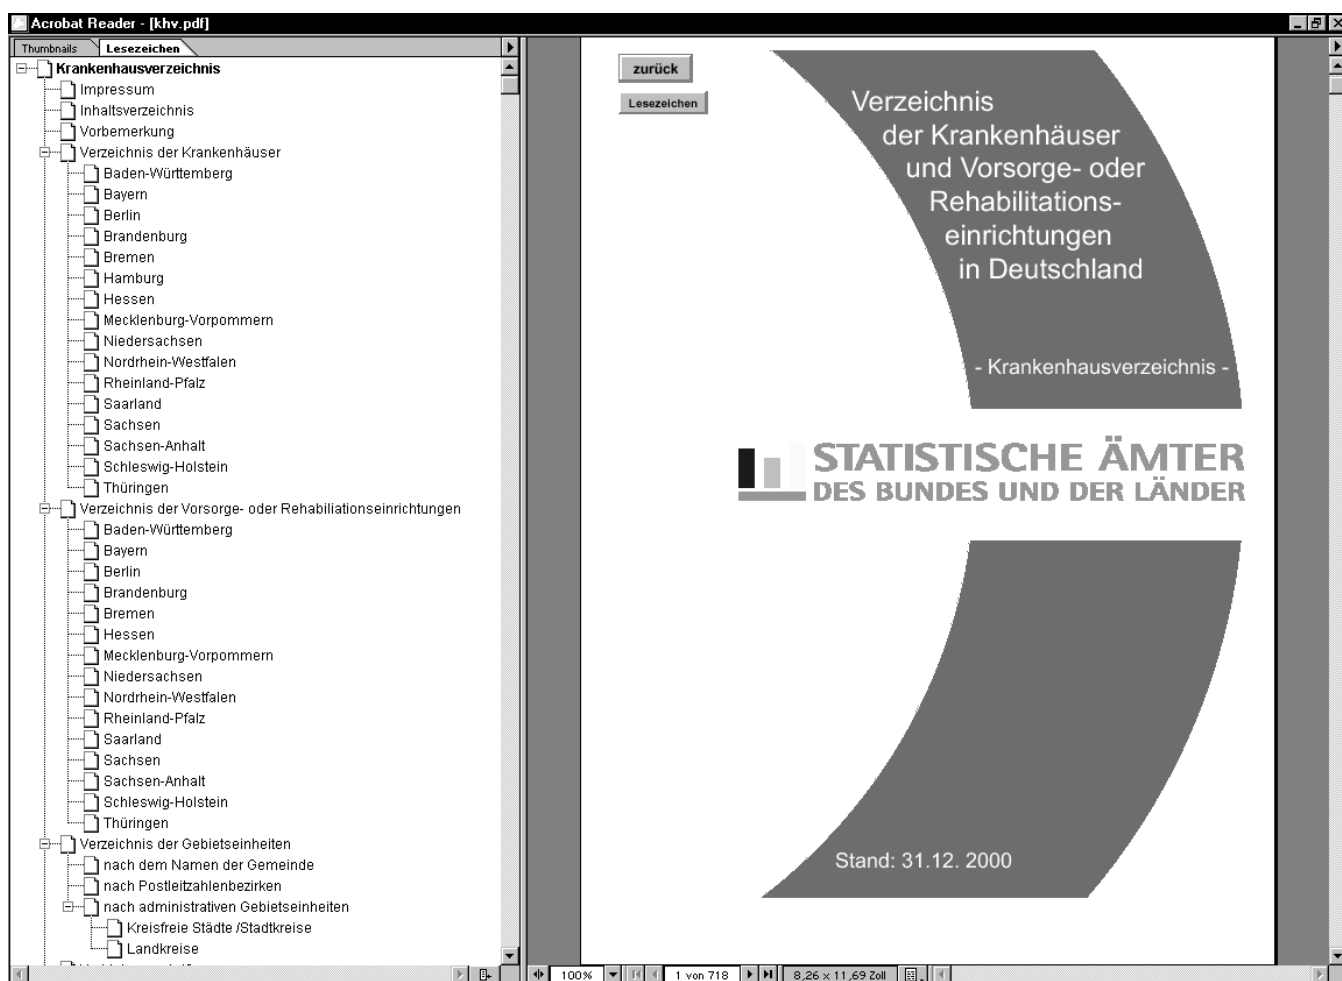 Acrobat Reader - [khv.pdf]
Thumbnails
Lesezeichen
Krankenhausverzeichnis
Impressum
Inhaltsverzeichnis
Vorbemerkung
Verzeichnis der Krankenhäuser
Baden-Württemberg
Bayern
Berlin
Brandenburg
Bremen
Hamburg
Hessen
Mecklenburg-Vorpommern
Niedersachsen
Nordrhein-Westfalen
Rheinland-Pfalz
Saarland
Sachsen
Sachsen-Anhalt
Schleswig-Holstein
Thüringen
Verzeichnis der Vorsorge- oder Rehabiliationseinrichtungen
Baden-Württemberg
Bayern
Berlin
Brandenburg
Bremen
Hessen
Mecklenburg-Vorpommern
Niedersachsen
Nordrhein-Westfalen
Rheinland-Pfalz
Saarland
Sachsen
Sachsen-Anhalt
Schleswig-Holstein
Thüringen
Verzeichnis der Gebietseinheiten
nach dem Namen der Gemeinde
nach Postleitzahlenbezirken
nach administrativen Gebietseinheiten
Kreisfreie Städte /Stadtkreise
Landkreise
zurück
Lesezeichen
Verzeichnis
der Krankenhäuser
und Vorsorge- oder
Rehabilitations-
einrichtungen
in Deutschland
- Krankenhausverzeichnis -
STATISTISCHE ÄMTER
DES BUNDES UND DER LÄNDER
Stand: 31.12. 2000
100%
1 von 718
8,26 x 11,69 Zoll